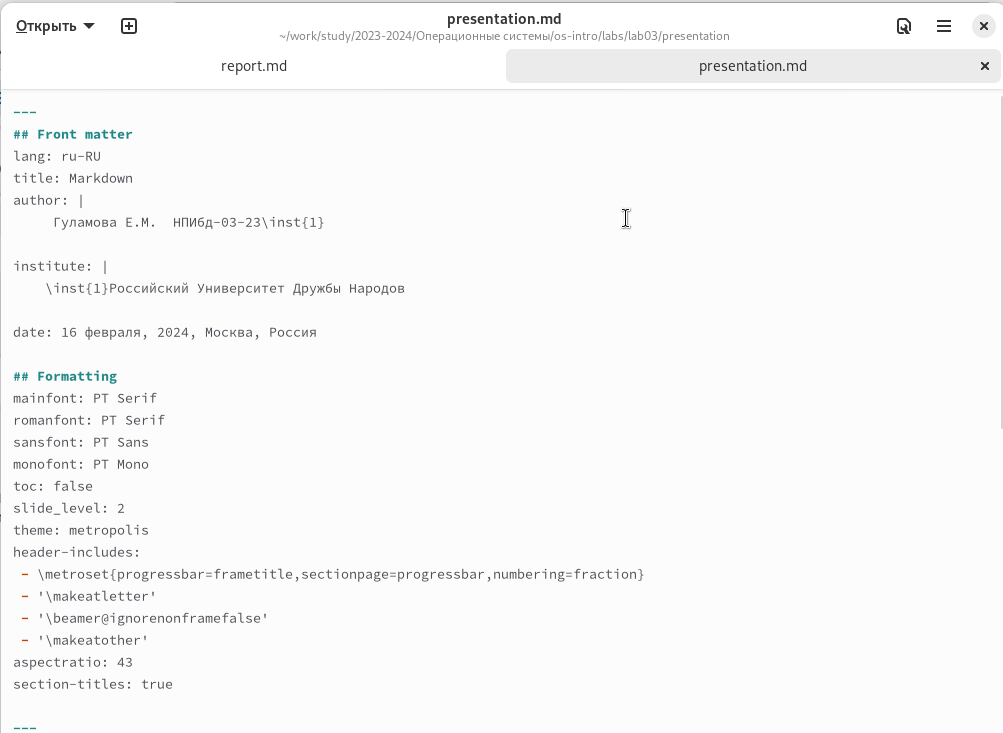 Открыть
presentation.md
~/work/study/2023-2024/Операционные системы/os-intro/labs/lab03/presentation
report.md
presentation.md
---
## Front matter
lang: ru-RU
title: Markdown
author: |
     Гуламова Е.М.  НПИбд-03-23\inst{1}
institute: |
    \inst{1}Российский Университет Дружбы Народов
date: 16 февраля, 2024, Москва, Россия
## Formatting
mainfont: PT Serif
romanfont: PT Serif
sansfont: PT Sans
monofont: PT Mono
toc: false
slide_level: 2
theme: metropolis
header-includes:
 - \metroset{progressbar=frametitle,sectionpage=progressbar,numbering=fraction}
 - '\makeatletter'
 - '\beamer@ignorenonframefalse'
 - '\makeatother'
aspectratio: 43
section-titles: true
---